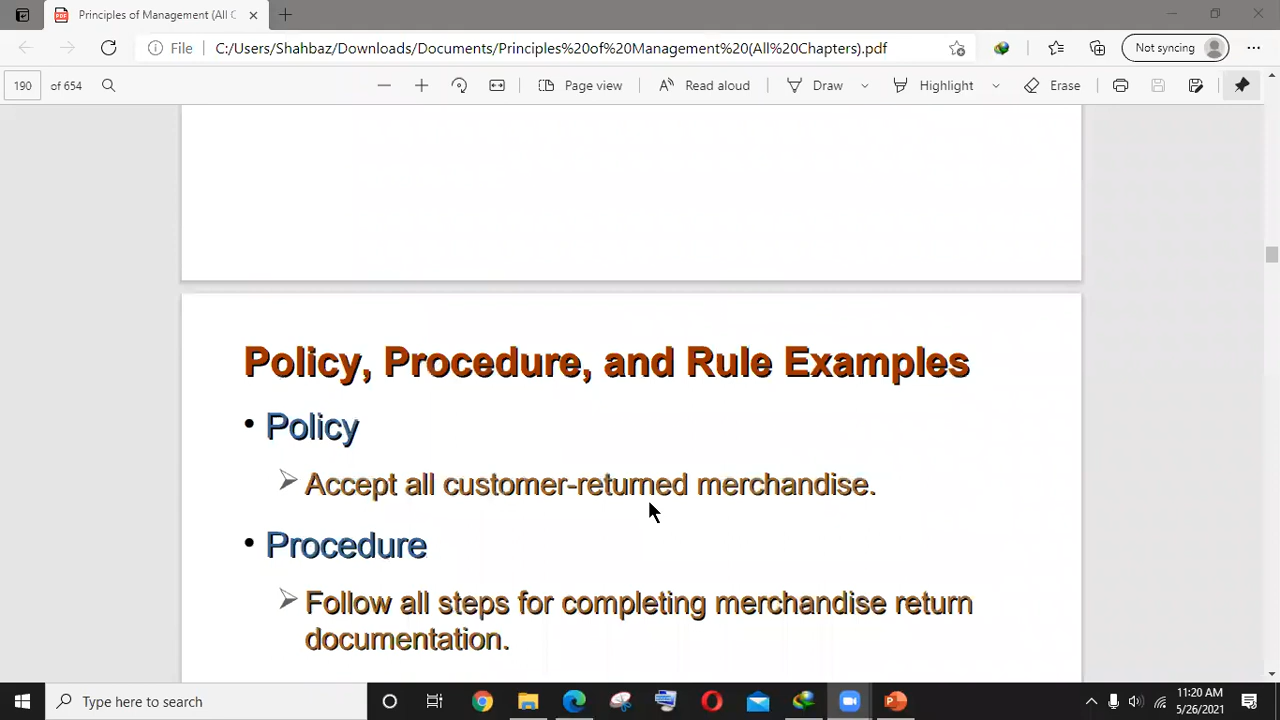 Principles of Management (All C
File
C:/Users/Shahbaz/Downloads/Documents/Principles%20of%20Management%20(All%20Chapters).pdf
Not syncing
190 of 654
Page view
Read aloud
Draw
Highlight
Erase
Policy, Procedure, and Rule Examples
• Policy
➢ Accept all customer-returned merchandise.
• Procedure
➢ Follow all steps for completing merchandise return
documentation.
Type here to search
11:20 AM
5/26/2021